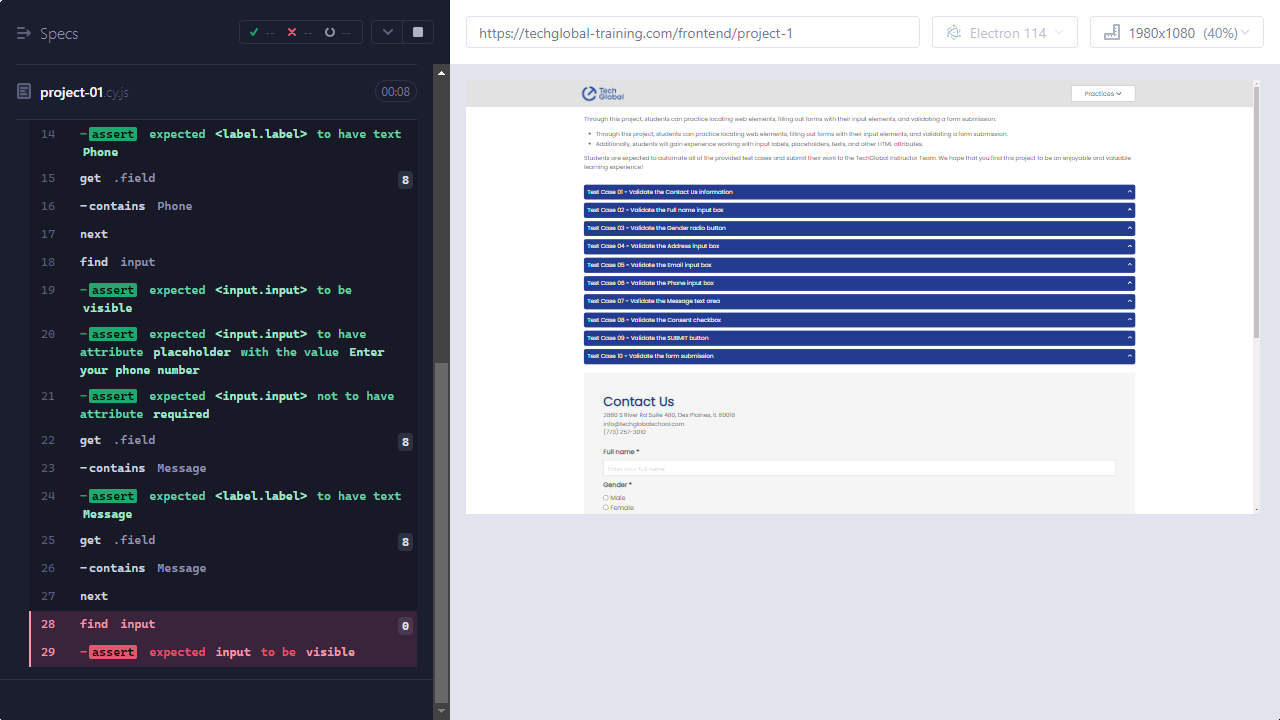 Specs
--
--
--
project-01.cy.js
00:08
14 -assert expected <label.label> to have text
Phone
15 get .field 8
16 -contains Phone
17 next
18 find input
19 -assert expected <input.input> to be
visible
20 -assert expected <input.input> to have
attribute placeholder with the value Enter
your phone number
21 -assert expected <input.input> not to have
attribute required
22 get .field 8
23 -contains Message
24 -assert expected <label.label> to have text
Message
25 get .field 8
26 -contains Message
27 next
28 find input 0
29 -assert expected input to be visible
https://techglobal-training.com/frontend/project-1
Electron 114
1980x1080 (40%)
Tech
Global
Practices
Through this project, students can practice locating web elements, filling out forms with their input elements, and validating a form submission.
Through this project, students can practice locating web elements, filling out forms with their input elements, and validating a form submission.
Additionally, students will gain experience working with input labels, placeholders, texts, and other HTML attributes.
Students are expected to automate all of the provided test cases and submit their work to the TechGlobal Instructor Team. We hope that you find this project to be an enjoyable and valuable
learning experience!
Test Case 01 - Validate the Contact Us information
Test Case 02 - Validate the Full name input box
Test Case 03 - Validate the Gender radio button
Test Case 04 - Validate the Address input box
Test Case 05 - Validate the Email input box
Test Case 06 - Validate the Phone input box
Test Case 07 - Validate the Message text area
Test Case 08 - Validate the Consent checkbox
Test Case 09 - Validate the SUBMIT button
Test Case 10 - Validate the form submission
Contact Us
2860 S River Rd Suite 480, Des Plaines, IL 60018
info@techglobalschool.com
(773) 257-3010
Full name *
Enter your full name
Gender *
Male
Female